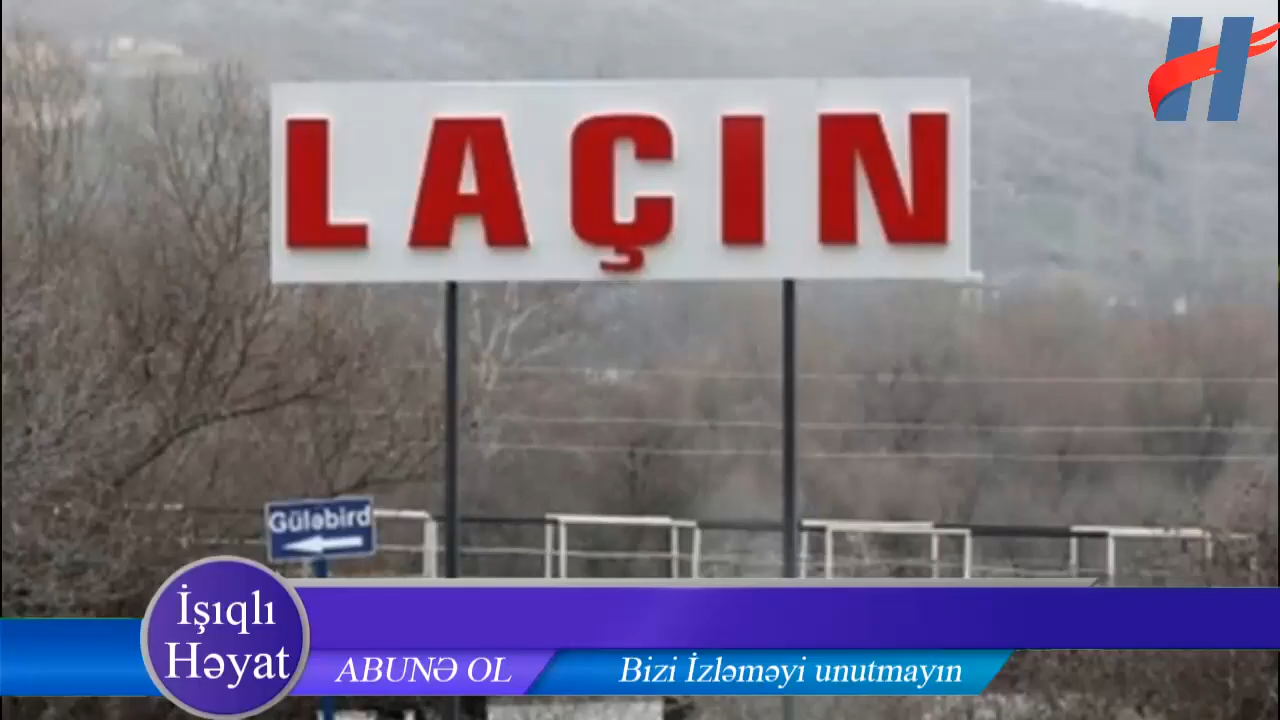 LAÇIN
Güləbird
İşıqlı
Həyat
ABUNƏ OL
Bizi İzləməyi unutmayın
H